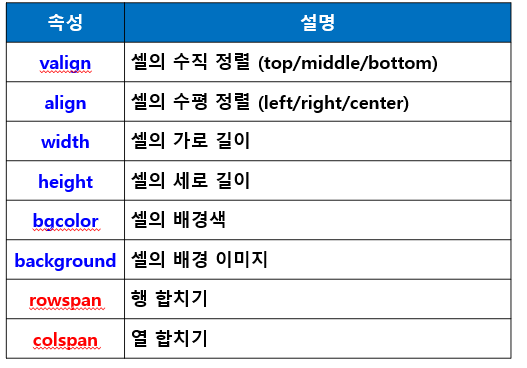 속성 설명
valign 셀의 수직 정렬 (top/middle/bottom)
align 셀의 수평 정렬 (left/right/center)
width 셀의 가로 길이
height 셀의 세로 길이
bgcolor 셀의 배경색
background 셀의 배경 이미지
rowspan 행 합치기
colspan 열 합치기